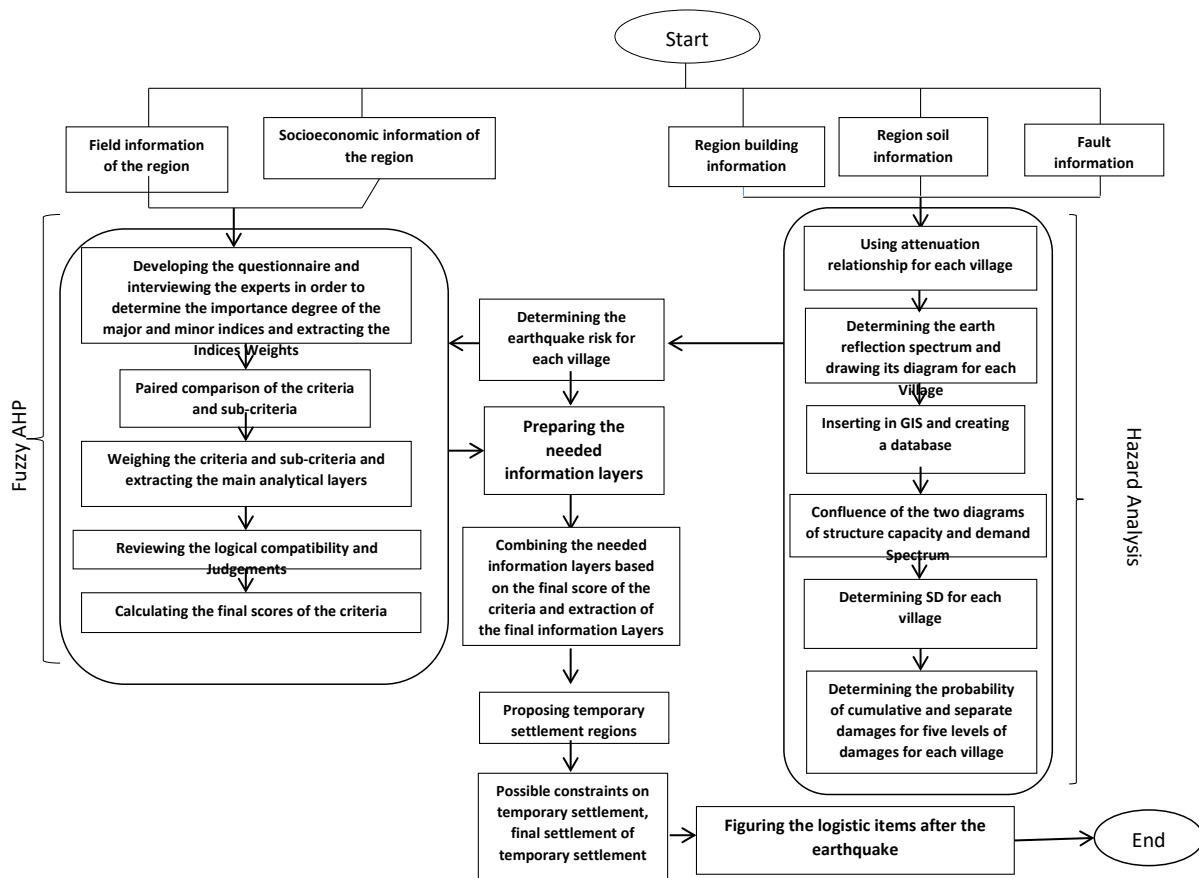 Start
Field information
of the region
Socioeconomic information of
the region
Region building
information
Region soil
information
Fault
information
Fuzzy AHP
Developing the questionnaire and
interviewing the experts in order to
determine the importance degree of the
major and minor indices and extracting the
Indices Weights
Paired comparison of the criteria
and sub-criteria
Weighing the criteria and sub-criteria and
extracting the main analytical layers
Reviewing the logical compatibility and
Judgements
Calculating the final scores of the criteria
Determining the
earthquake risk for
each village
Preparing the
needed
information layers
Combining the needed
information layers based
on the final score of the
criteria and extraction of
the final information Layers
Proposing temporary
settlement regions
Possible constraints on
temporary settlement,
final settlement of
temporary settlement
Using attenuation
relationship for each village
Determining the earth
reflection spectrum and
drawing its diagram for each
Village
Inserting in GIS and creating
a database
Confluence of the two diagrams
of structure capacity and demand
Spectrum
Determining SD for each
village
Determining the probability
of cumulative and separate
damages for five levels of
damages for each village
Hazard Analysis
Figuring the logistic items after the
earthquake
End